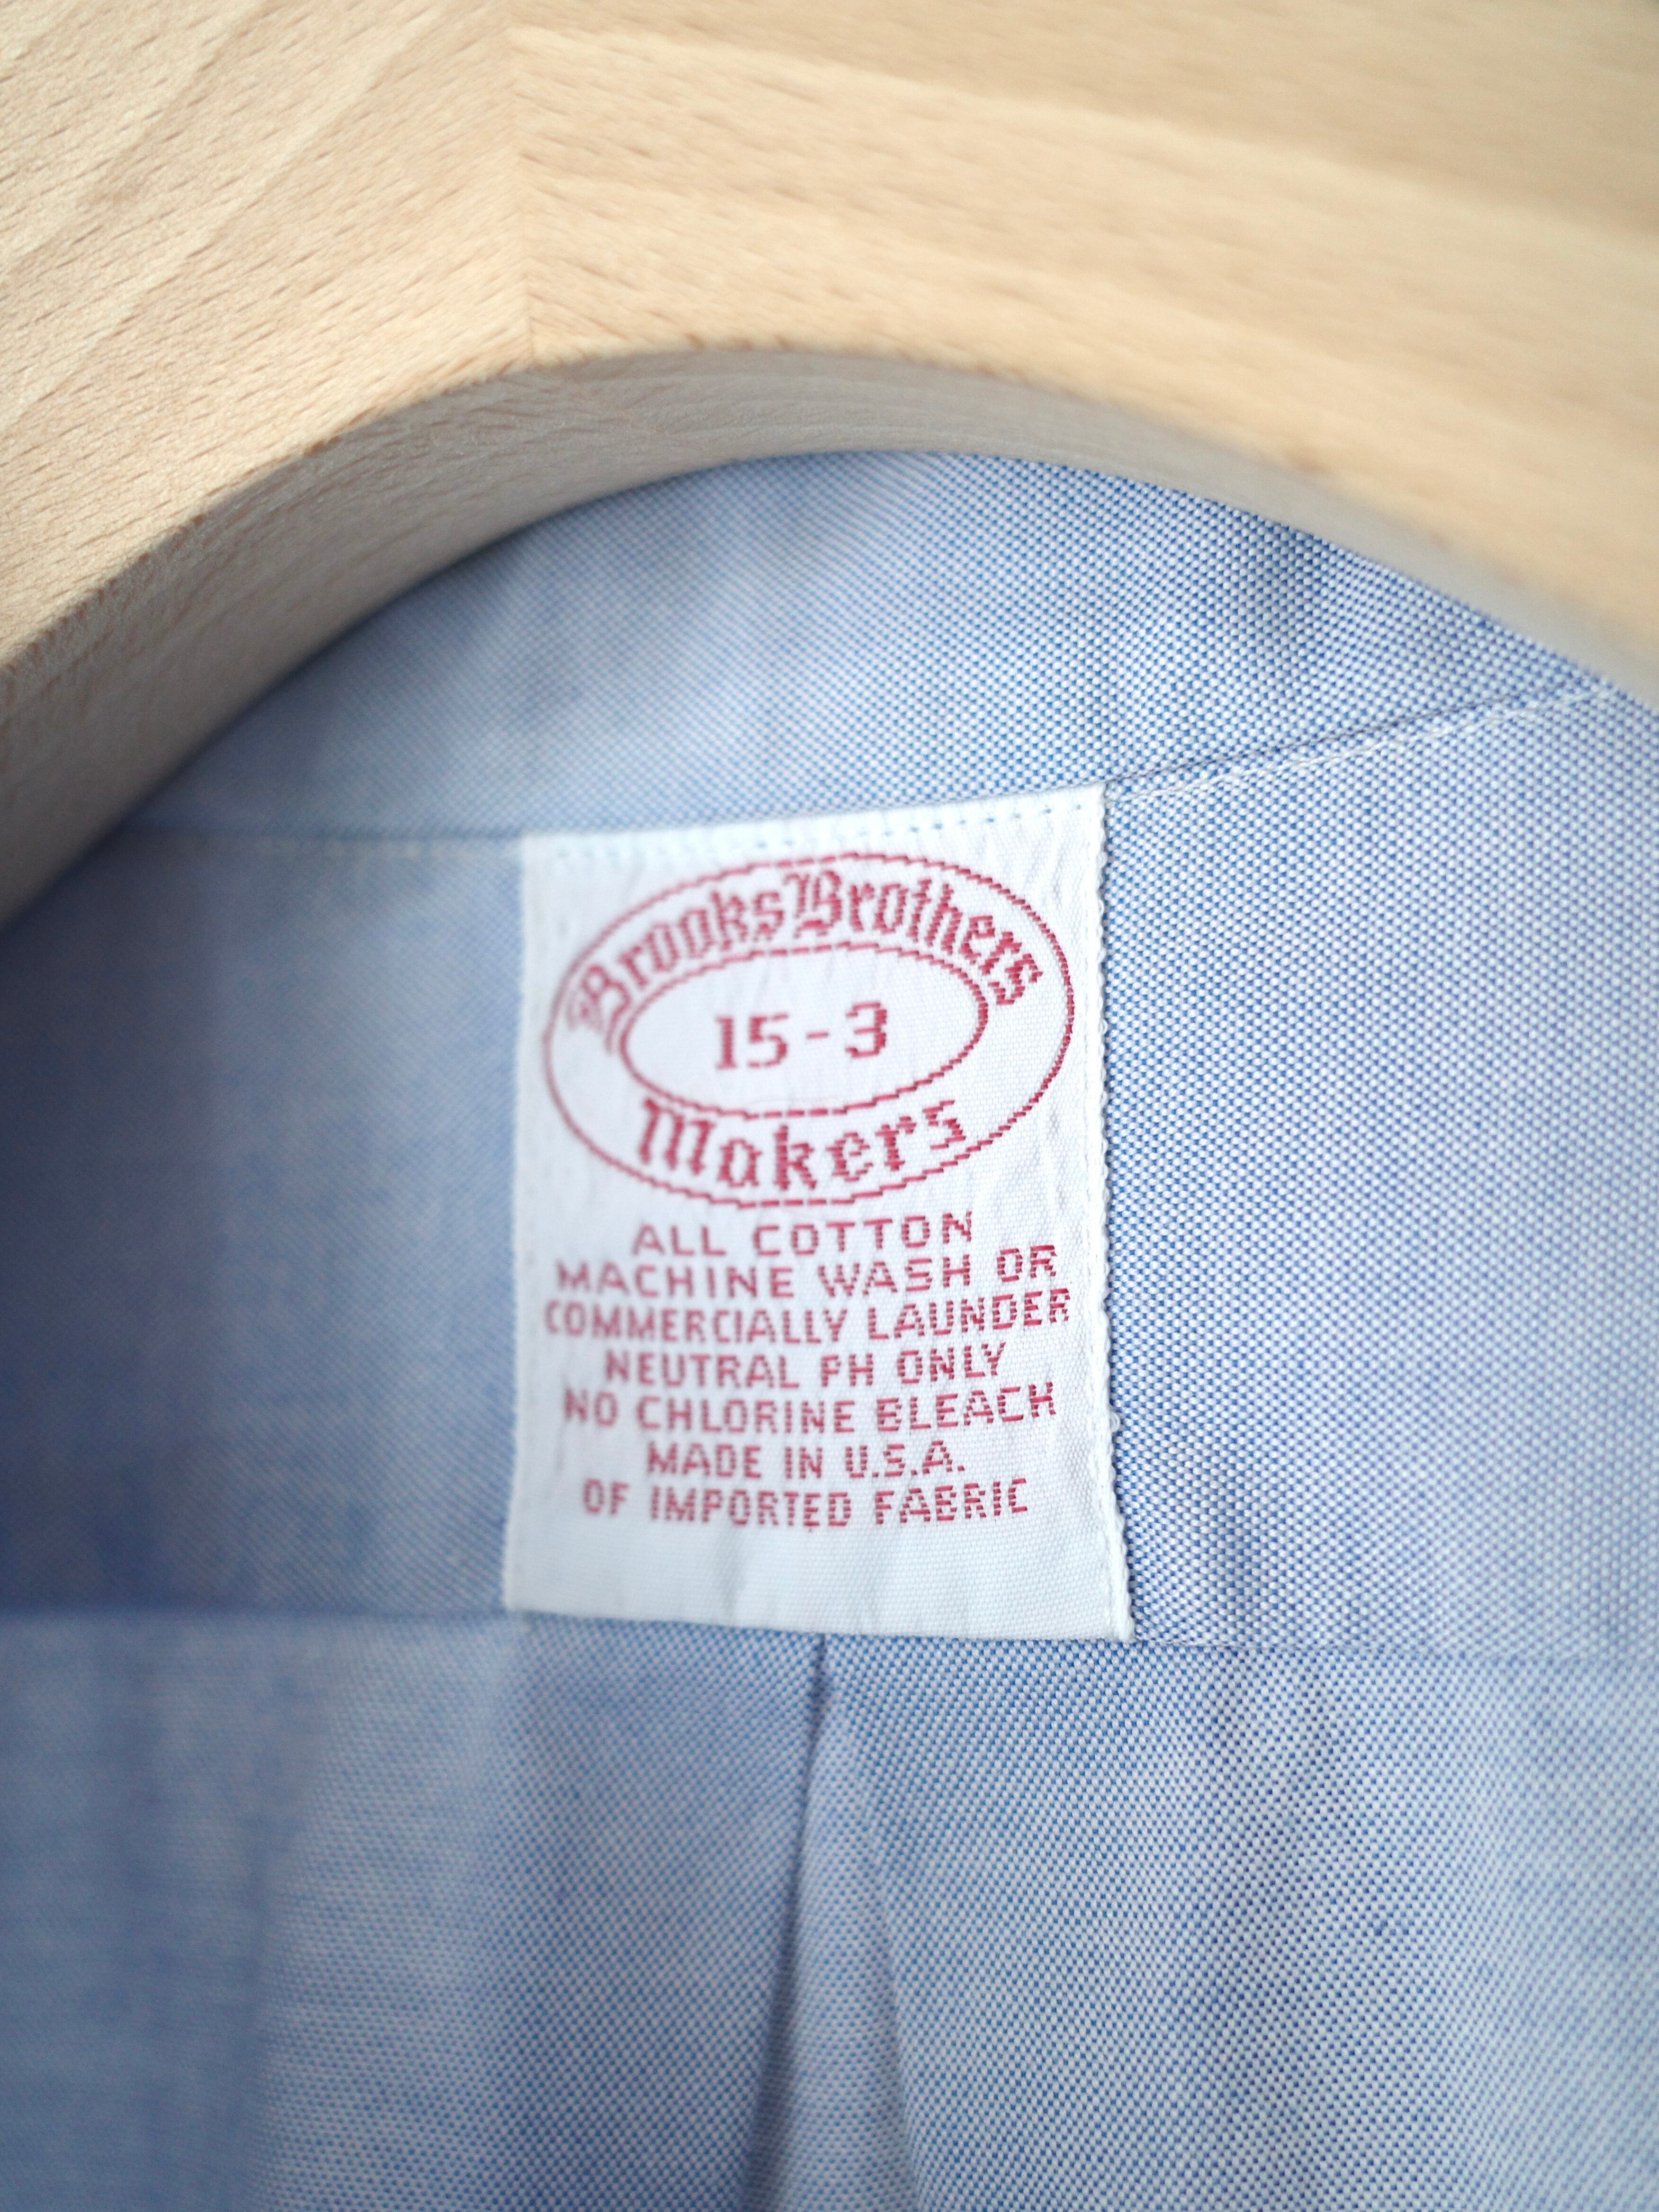 Brooks Brothers
15-3
Makers
ALL COTTON
MACHINE WASH OR
COMMERCIALLY LAUNDER
NEUTRAL PH ONLY
NO CHLORINE BLEACH
MADE IN U.S.A.
OF IMPORTED FABRIC